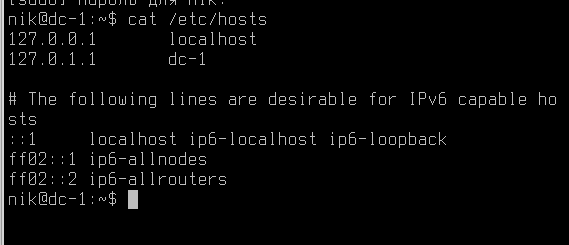 [sudo] пароль для nik:
nik@dc-1:~$ cat /etc/hosts
127.0.0.1 localhost
127.0.1.1 dc-1
# The following lines are desirable for IPv6 capable ho
sts
::1 localhost ip6-localhost ip6-loopback
ff02::1 ip6-allnodes
ff02::2 ip6-allrouters
nik@dc-1:~$